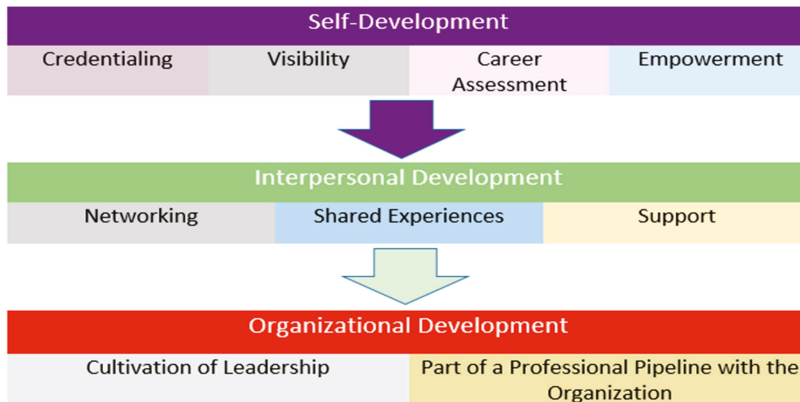 Self-Development
Credentialing
Visibility
Career
Assessment
Empowerment
Interpersonal Development
Networking
Shared Experiences
Support
Organizational Development
Cultivation of Leadership
Part of a Professional Pipeline with the
Organization